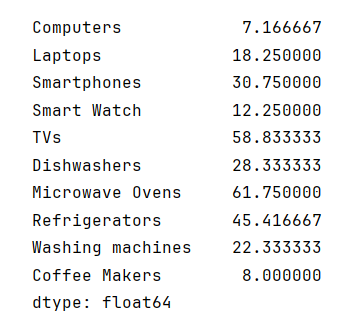 Computers 7.166667
Laptops 18.250000
Smartphones 30.750000
Smart Watch 12.250000
TVs 58.833333
Dishwashers 28.333333
Microwave Ovens 61.750000
Refrigerators 45.416667
Washing machines 22.333333
Coffee Makers 8.000000
dtype: float64